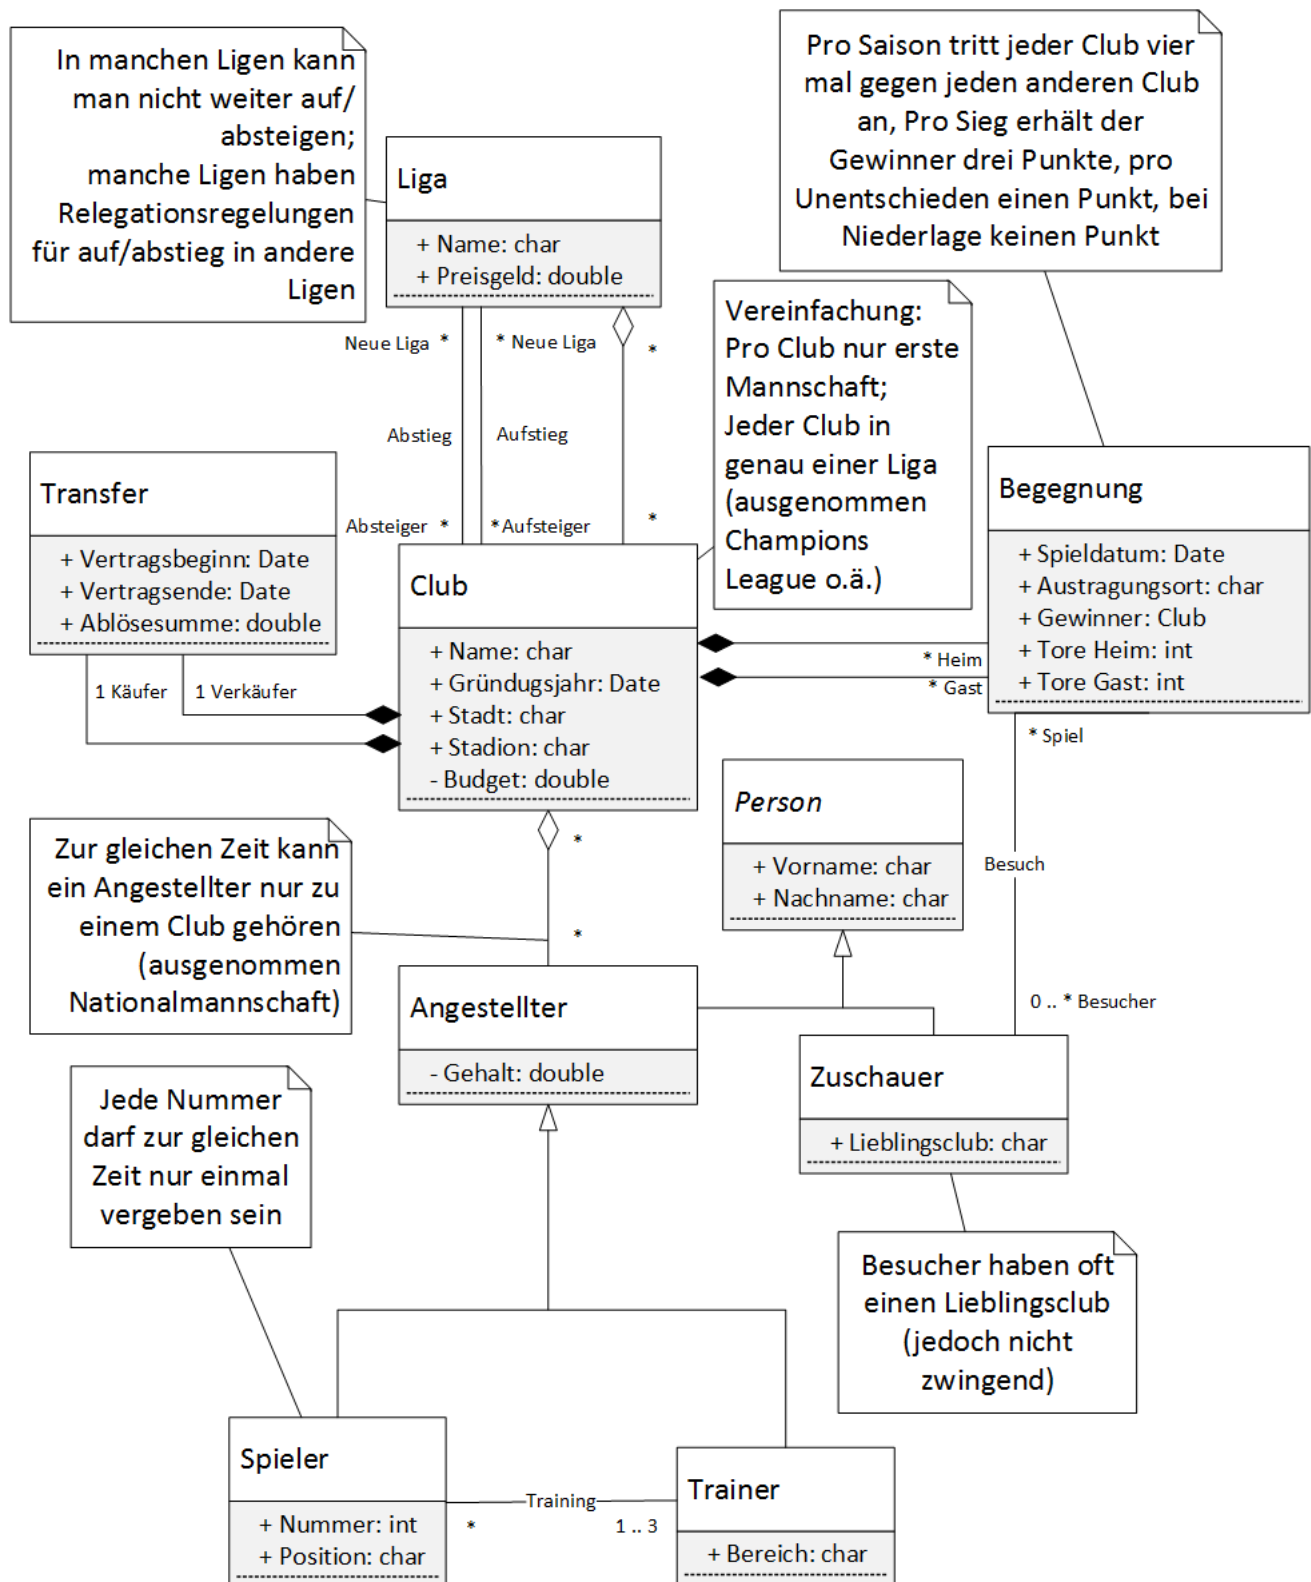 In manchen Ligen kann
man nicht weiter auf/
absteigen;
manche Ligen haben
Relegationsregelungen
für auf/abstieg in andere
Ligen
Pro Saison tritt jeder Club vier
mal gegen jeden anderen Club
an, Pro Sieg erhält der
Gewinner drei Punkte, pro
Unentschieden einen Punkt, bei
Niederlage keinen Punkt
Liga
+ Name: char
+ Preisgeld: double
Vereinfachung:
Pro Club nur erste
Mannschaft;
Jeder Club in
genau einer Liga
(ausgenommen
Champions
League o.ä.)
Neue Liga *
* Neue Liga
*
Abstieg
Aufstieg
Absteiger *
* Aufsteiger
*
Transfer
+ Vertragsbeginn: Date
+ Vertragsende: Date
+ Ablösesumme: double
1 Käufer
1 Verkäufer
Club
+ Name: char
+ Gründugsjahr: Date
+ Stadt: char
+ Stadion: char
- Budget: double
Begegnung
+ Spieldatum: Date
+ Austragungsort: char
+ Gewinner: Club
+ Tore Heim: int
+ Tore Gast: int
* Heim
* Gast
* Spiel
Besuch
0 .. * Besucher
Person
+ Vorname: char
+ Nachname: char
Zur gleichen Zeit kann
ein Angestellter nur zu
einem Club gehören
(ausgenommen
Nationalmannschaft)
*
*
Angestellter
- Gehalt: double
Zuschauer
+ Lieblingsclub: char
Jede Nummer
darf zur gleichen
Zeit nur einmal
vergeben sein
Besucher haben oft
einen Lieblingsclub
(jedoch nicht
zwingend)
Spieler
+ Nummer: int
+ Position: char
Training
*
1 .. 3
Trainer
+ Bereich: char